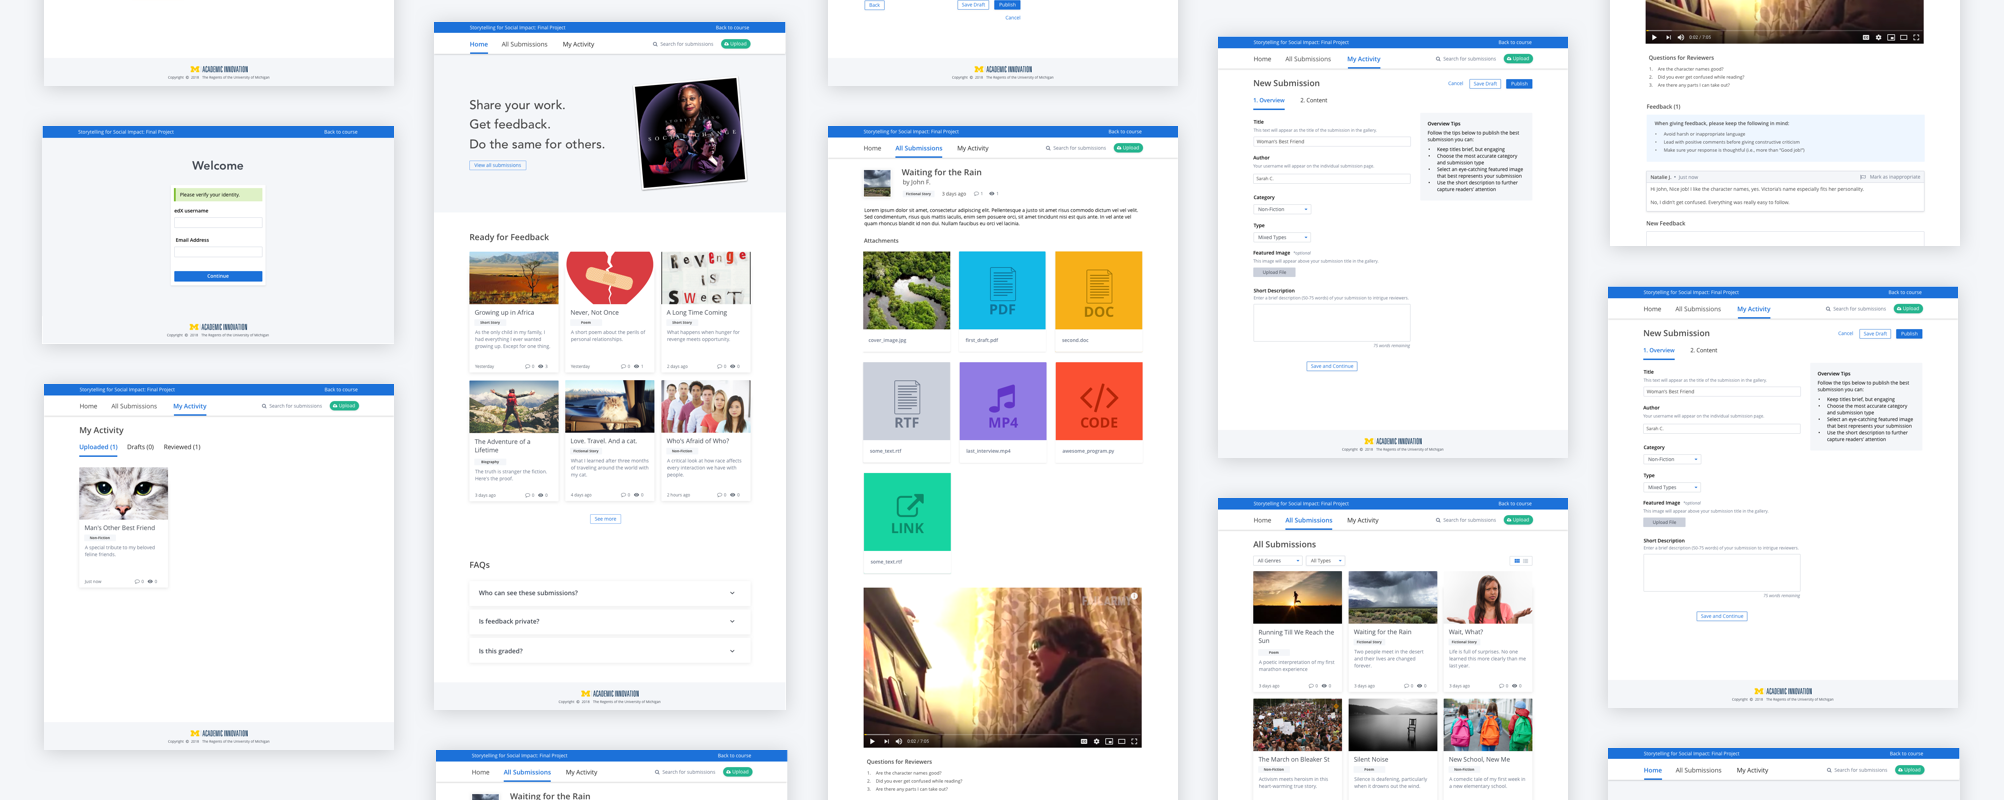 ACADEMIC INNOVATION
Copyright © 2018 The Regents of the University of Michigan
Storytelling for Social Impact: Final Project
Back to course
Welcome
Please verify your identity.
edX username
Email Address
Continue
ACADEMIC INNOVATION
Copyright © 2018 The Regents of the University of Michigan
Storytelling for Social Impact: Final Project
Back to course
Home
All Submissions
My Activity
Search for submissions
Upload
My Activity
Uploaded (1)
Drafts (0)
Reviewed (1)
Man's Other Best Friend
Non-Fiction
A special tribute to my beloved
feline friends.
Just now
0
0
ACADEMIC INNOVATION
Copyright © 2018 The Regents of the University of Michigan
Storytelling for Social Impact: Final Project
Back to course
Home
All Submissions
My Activity
Search for submissions
Upload
Share your work.
Get feedback.
Do the same for others.
View all submissions
Ready for Feedback
Revenge
is
Sweet
Growing up in Africa
Short Story
As the only child in my family, I
had everything I ever wanted
growing up. Except for one thing.
Yesterday
0
3
Never, Not Once
Poem
A short poem about the perils of
personal relationships.
Yesterday
0
1
A Long Time Coming
Short Story
What happens when hunger for
revenge meets opportunity.
2 days ago
0
0
The Adventure of a
Lifetime
Biography
The truth is stranger the fiction.
Here's the proof.
3 days ago
0
0
Love. Travel. And a cat.
Fictional Story
What I learned after three months
of traveling around the world with
my cat.
4 days ago
0
0
Who's Afraid of Who?
Non-Fiction
A critical look at how race affects
every interaction we have with
people.
2 hours ago
0
0
See more
FAQs
Who can see these submissions?
Is feedback private?
Is this graded?
ACADEMIC INNOVATION
Copyright © 2018 The Regents of the University of Michigan
Storytelling for Social Impact: Final Project
Back to course
Home
All Submissions
My Activity
Search for submissions
Upload
Waiting for the Rain
Back
Save Draft
Publish
Cancel
ACADEMIC INNOVATION
Copyright © 2018 The Regents of the University of Michigan
Storytelling for Social Impact: Final Project
Back to course
Home
All Submissions
My Activity
Search for submissions
Upload
Waiting for the Rain
by John F.
Fictional Story
3 days ago
1
1
Lorem ipsum dolor sit amet, consectetur adipiscing elit. Pellentesque a justo sit amet risus commodo dictum vel vel velit.
Sed condimentum, risus quis mattis iaculis, enim sem posuere orci, sit amet tincidunt nisi est quis ante. In vel ante vel
quam rhoncus blandit id non dui. Nullam faucibus eu orci vel lacinia.
Attachments
cover_image.jpg
PDF
first_draft.pdf
DOC
second.doc
RTF
some_text.rtf
MP4
last_interview.mp4
CODE
awesome_program.py
LINK
some_text.rtf
0:02 / 7:05
Questions for Reviewers
1. Are the character names good?
2. Did you ever get confused while reading?
3. Are there any parts I can take out?
Storytelling for Social Impact: Final Project
Back to course
Home
All Submissions
My Activity
Search for submissions
Upload
New Submission
Cancel
Save Draft
Publish
1. Overview
2. Content
Title
This text will appear as the title of the submission in the gallery.
Woman's Best Friend
Author
Your username will appear on the individual submission page.
Sarah C.
Category
Non-Fiction
Type
Mixed Types
Featured Image *optional
This image will appear above your submission title in the gallery
Upload File
Short Description
Enter a brief description (50-75 words) of your submission to intrigue reviewers.
75 words remaining
Save and Continue
Overview Tips
Follow the tips below to publish the best
submission you can:
• Keep titles brief, but engaging
• Choose the most accurate category
and submission type
• Select an eye-catching featured image
that best represents your submission
• Use the short description to further
capture readers' attention
ACADEMIC INNOVATION
Copyright © 2018 The Regents of the University of Michigan
Storytelling for Social Impact: Final Project
Back to course
Home
All Submissions
My Activity
Search for submissions
Upload
All Submissions
All Genres
All Types
Running Till We Reach the
Sun
Poem
A poetic interpretation of my first
marathon experience
3 days ago
0
0
Waiting for the Rain
Fictional Story
Two people meet in the desert
and their lives are changed
forever.
3 days ago
0
0
Wait, What?
Fictional Story
Life is full of surprises. No one
learned this more clearly than me
last year.
3 days ago
0
0
The March on Bleaker St
Non-Fiction
Activism meets heroism in this
heart-warming true story.
Silent Noise
Poem
Silence is deafening, particularly
when it drowns out the wind.
New School, New Me
Non-Fiction
A comedic tale of my first week in
a new elementary school.
0:02 / 7:05
Questions for Reviewers
1. Are the character names good?
2. Did you ever get confused while reading?
3. Are there any parts I can take out?
Feedback (1)
When giving feedback, please keep the following in mind:
• Avoid harsh or inappropriate language
• Lead with positive comments before giving constructive criticism
• Make sure your response is thoughtful (i.e., more than "Good job!")
Natalie J. • Just now
Mark as inappropriate
Hi John, Nice job! I like the character names, yes. Victoria's name especially fits her personality.
No, I didn't get confused. Everything was really easy to follow.
New Feedback
Storytelling for Social Impact: Final Project
Back to course
Home
All Submissions
My Activity
Search for submissions
Upload
New Submission
Cancel
Save Draft
Publish
1. Overview
2. Content
Title
This text will appear as the title of the submission in the gallery.
Woman's Best Friend
Author
Your username will appear on the individual submission page.
Sarah C.
Category
Non-Fiction
Type
Mixed Types
Featured Image *optional
This image will appear above your submission title in the gallery
Upload File
Short Description
Enter a brief description (50-75 words) of your submission to intrigue reviewers.
75 words remaining
Save and Continue
Overview Tips
Follow the tips below to publish the best
submission you can:
• Keep titles brief, but engaging
• Choose the most accurate category
and submission type
• Select an eye-catching featured image
that best represents your submission
• Use the short description to further
capture readers' attention
ACADEMIC INNOVATION
Copyright © 2018 The Regents of the University of Michigan
Storytelling for Social Impact: Final Project
Back to course
Home
All Submissions
My Activity
Search for submissions
Upload